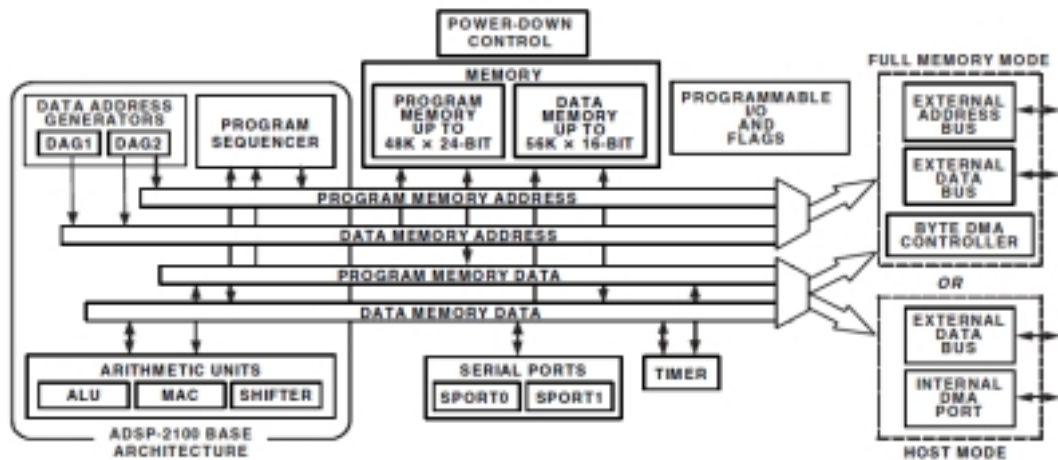 POWER-DOWN
CONTROL
FULL MEMORY MODE
MEMORY
DATA ADDRESS
GENERATORS
DAG1
DAG2
PROGRAM
SEQUENCER
PROGRAM
MEMORY
UP TO
48K × 24-BIT
DATA
MEMORY
UP TO
56K × 16-BIT
PROGRAMMABLE
I/O
AND
FLAGS
EXTERNAL
ADDRESS
BUS
EXTERNAL
DATA
BUS
BYTE DMA
CONTROLLER
PROGRAM MEMORY ADDRESS
DATA MEMORY ADDRESS
PROGRAM MEMORY DATA
DATA MEMORY DATA
OR
ARITHMETIC UNITS
ALU
MAC
SHIFTER
SERIAL PORTS
SPORT0
SPORT1
TIMER
EXTERNAL
DATA
BUS
INTERNAL
DMA
PORT
ADSP-2100 BASE
ARCHITECTURE
HOST MODE